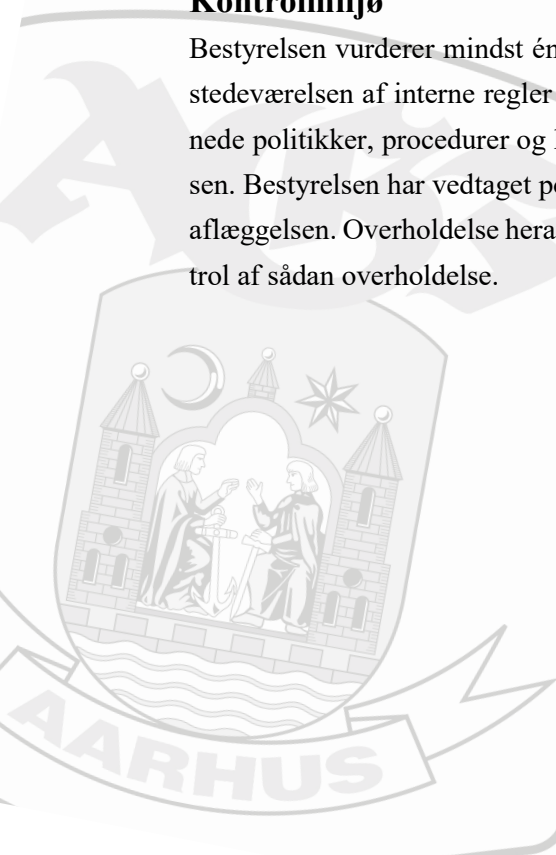 Kontrolmiljø
Bestyrelsen vurderer mindst én
stedeværelsen af interne regler
nede politikker, procedurer og
sen. Bestyrelsen har vedtaget
aflæggelsen. Overholdelse
trol af sådan overholdelse.
AGF
AARHUS